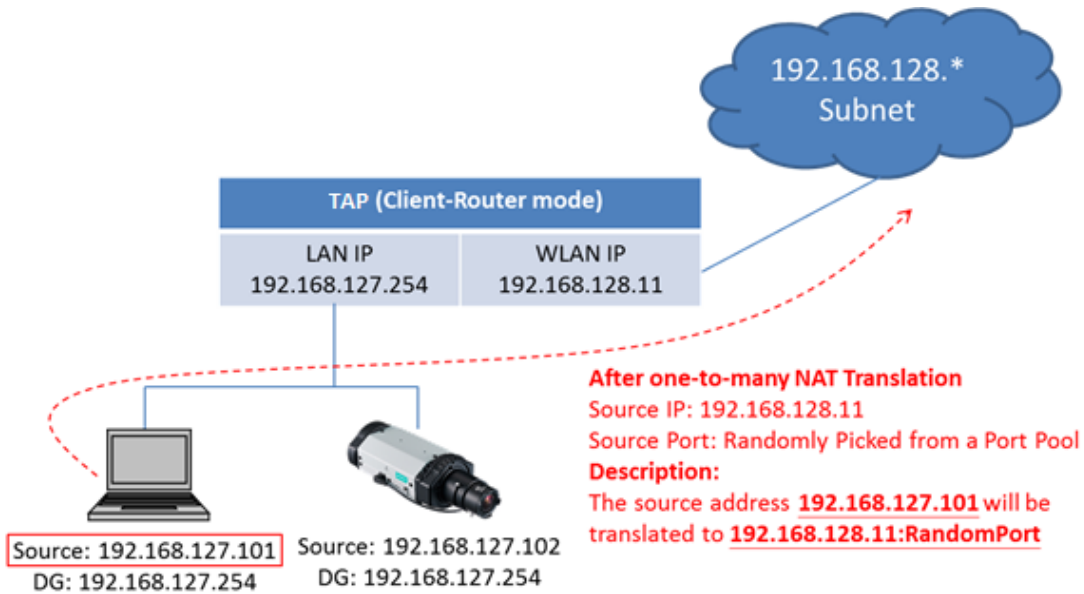 192.168.128.*
Subnet
TAP (Client-Router mode)
LAN IP
192.168.127.254
WLAN IP
192.168.128.11
After one-to-many NAT Translation
Source IP: 192.168.128.11
Source Port: Randomly Picked from a Port Pool
Description:
The source address 192.168.127.101 will be
translated to 192.168.128.11:RandomPort
Source: 192.168.127.101
DG: 192.168.127.254
Source: 192.168.127.102
DG: 192.168.127.254